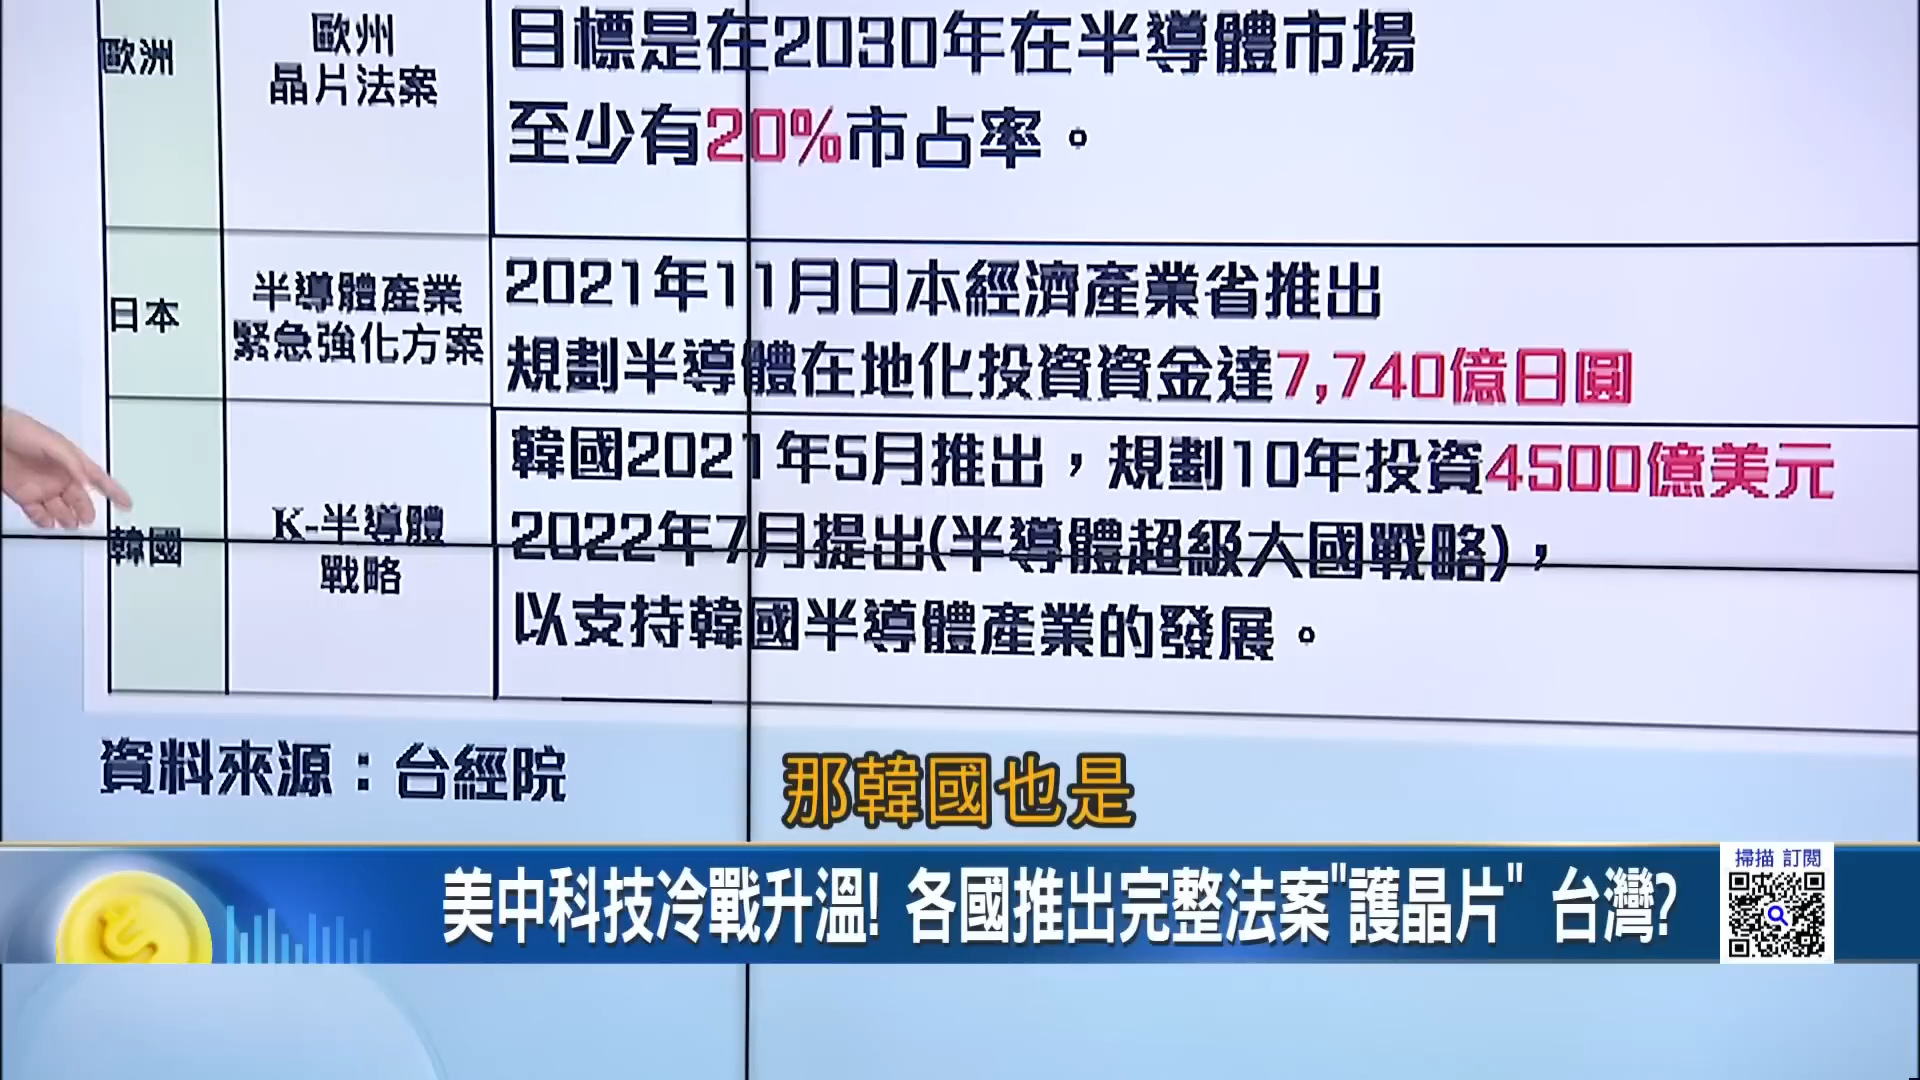 歐洲
歐州
晶片法案
目標是在2030年在半導體市場
至少有20%市占率。
日本
半導體產業
緊急強化方案
2021年11月日本經濟產業省推出
規劃半導體在地化投資資金達7,740億日圓
韓國
K-半導體
戰略
韓國2021年5月推出，規劃10年投資4500億美元
2022年7月提出(半導體超級大國戰略)，
以支持韓國半導體產業的發展。
資料來源：台經院
那韓國也是
美中科技冷戰升溫! 各國推出完整法案"護晶片" 台灣?
掃描 訂閱